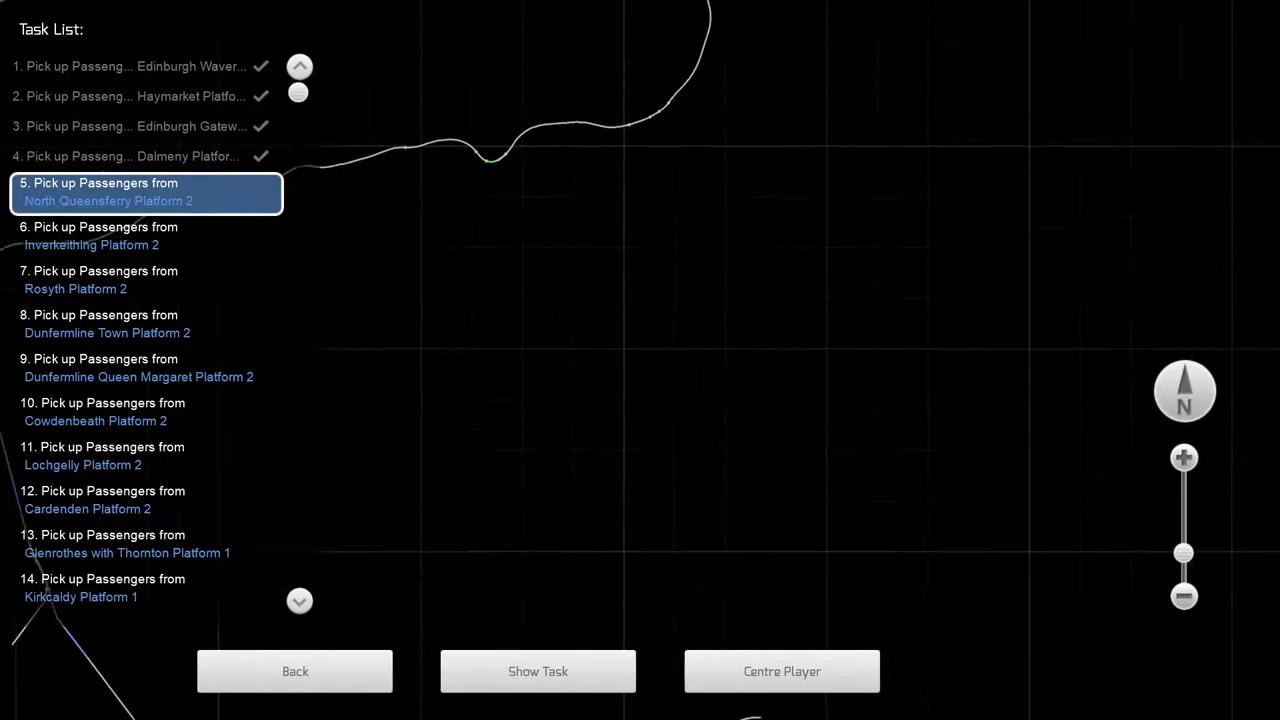 Task List:
1. Pick up Passeng... Edinburgh Waver...
2. Pick up Passeng... Haymarket Platfo...
3. Pick up Passeng... Edinburgh Gatew...
4. Pick up Passeng... Dalmeny Platfor...
5. Pick up Passengers from
North Queensferry Platform 2
6. Pick up Passengers from
Inverkeithing Platform 2
7. Pick up Passengers from
Rosyth Platform 2
8. Pick up Passengers from
Dunfermline Town Platform 2
9. Pick up Passengers from
Dunfermline Queen Margaret Platform 2
10. Pick up Passengers from
Cowdenbeath Platform 2
11. Pick up Passengers from
Lochgelly Platform 2
12. Pick up Passengers from
Cardenden Platform 2
13. Pick up Passengers from
Glenrothes with Thornton Platform 1
14. Pick up Passengers from
Kirkcaldy Platform 1
N
Back
Show Task
Centre Player